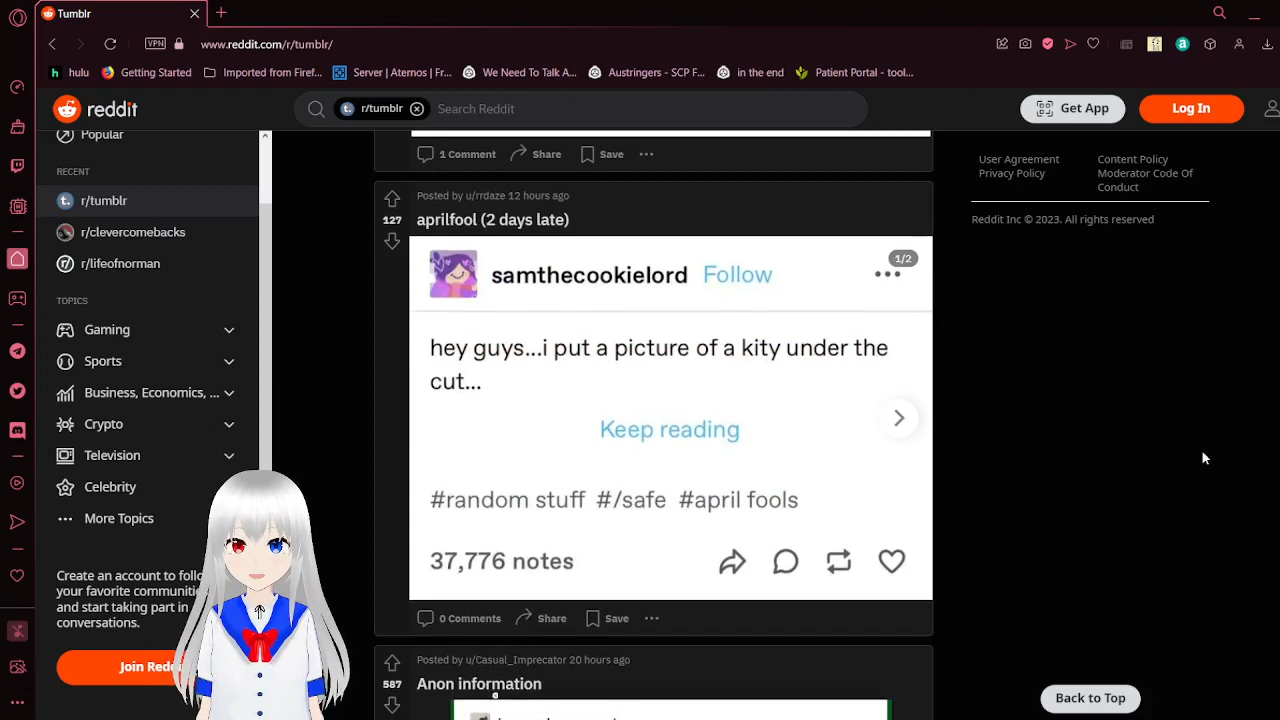 Tumblr
VPN
www.reddit.com/r/tumblr/
hulu
Getting Started
Imported from Firef...
Server | Aternos | Fr...
We Need To Talk A...
Austringers - SCP F...
in the end
Patient Portal - tool...
reddit
r/tumblr
Search Reddit
Get App
Log In
Popular
RECENT
r/tumblr
r/clevercomebacks
r/lifeofnorman
TOPICS
Gaming
Sports
Business, Economics, ...
Crypto
Television
Celebrity
More Topics
Create an account to follo
your favorite communitie
and start taking part in
conversations.
Join Reddi
1 Comment
Share
Save
Posted by u/rrdaze 12 hours ago
127
aprilfool (2 days late)
samthecookielord Follow
1/2
hey guys...i put a picture of a kity under the
cut...
Keep reading
#random stuff #/safe #april fools
37,776 notes
0 Comments
Share
Save
Posted by u/Casual_Imprecator 20 hours ago
587
Anon information
User Agreement
Privacy Policy
Content Policy
Moderator Code Of
Conduct
Reddit Inc © 2023. All rights reserved
Back to Top